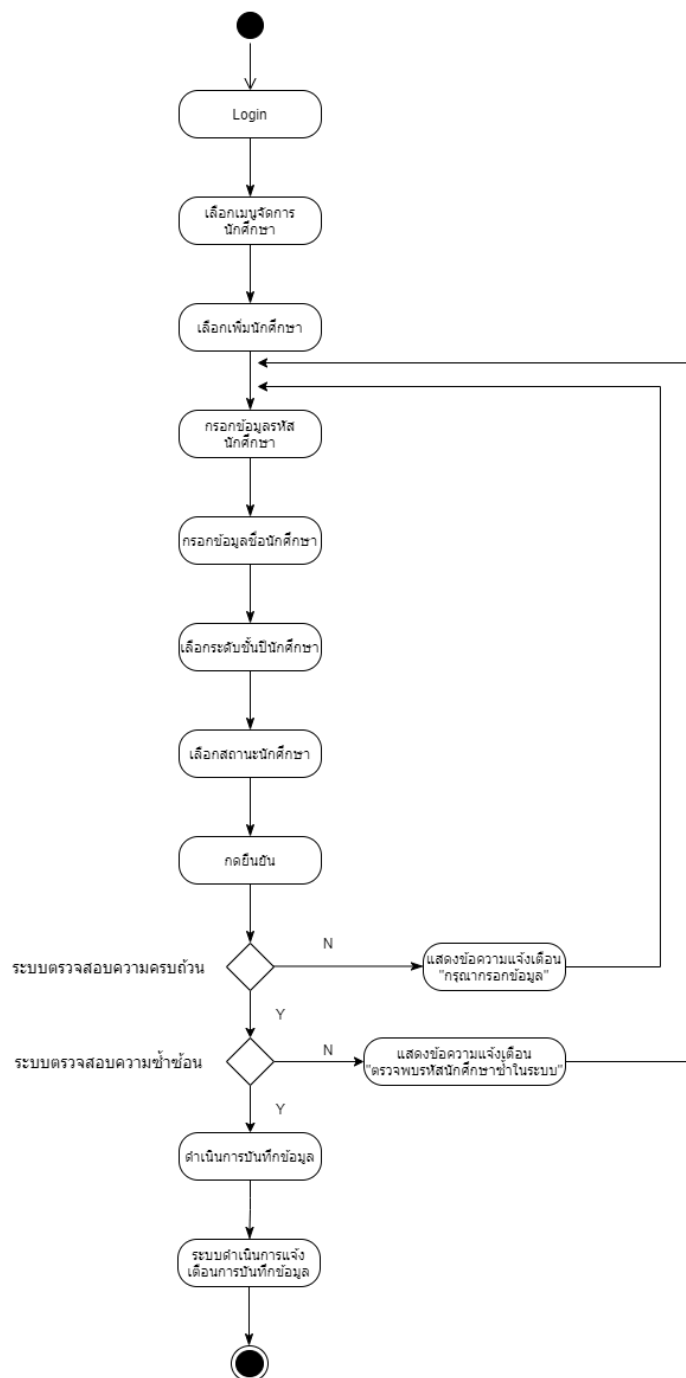 Login
เลือกเมนูจัดการ
นักศึกษา
เลือกเพิ่มนักศึกษา
กรอกข้อมูลรหัส
นักศึกษา
กรอกข้อมูลชื่อนักศึกษา
เลือกระดับชั้นปีนักศึกษา
เลือกสถานะนักศึกษา
กดยืนยัน
ระบบตรวจสอบความครบถ้วน
N
แสดงข้อความแจ้งเตือน
"กรุณากรอกข้อมูล"
Y
ระบบตรวจสอบความซ้ำซ้อน
N
แสดงข้อความแจ้งเตือน
"ตรวจพบรหัสนักศึกษาซ้ำในระบบ"
Y
ดำเนินการบันทึกข้อมูล
ระบบดำเนินการแจ้ง
เตือนการบันทึกข้อมูล